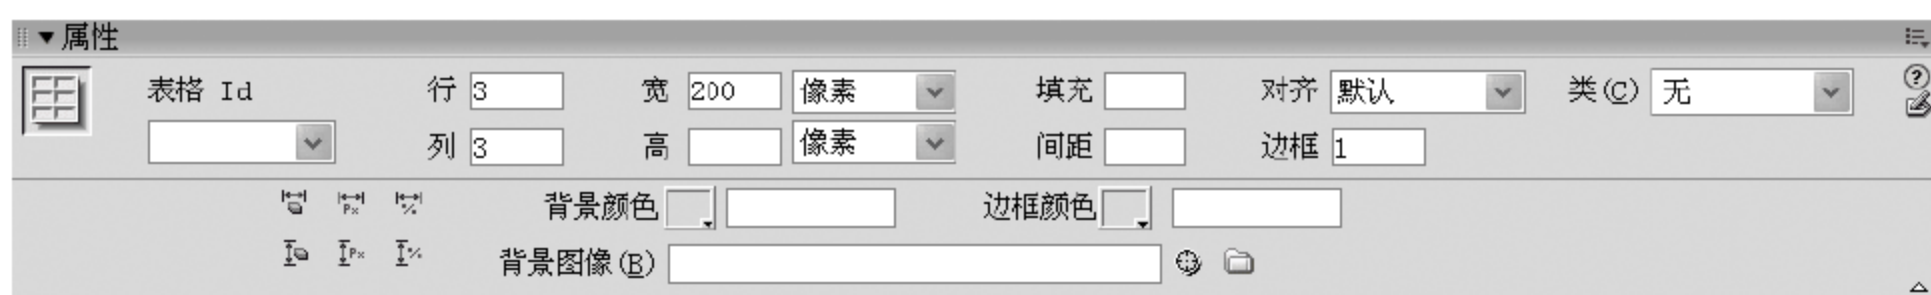 属性
表格 Id 行 3 宽 200 像素 填充 对齐 默认 类(C) 无
列 3 高 像素 间距 边框 1
背景颜色 边框颜色
背景图像(B)